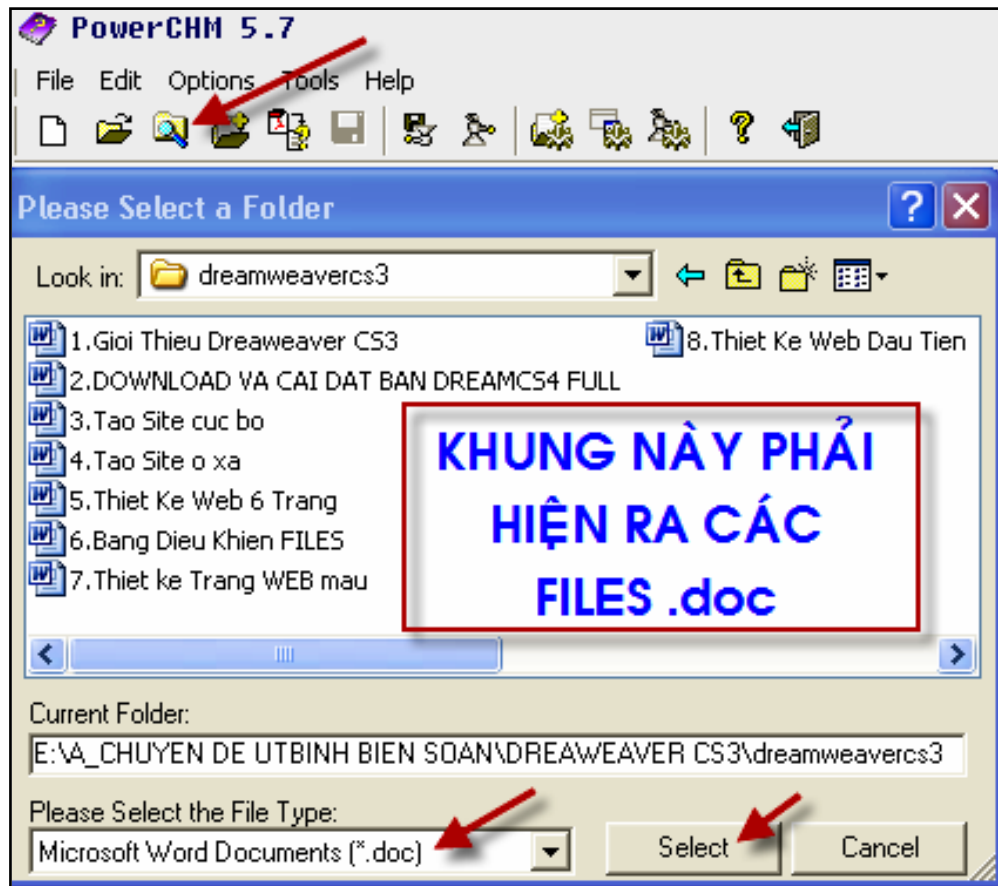 PowerCHM 5.7
File Edit Options Tools Help
Please Select a Folder
Look in: dreamweavercs3
1.Gioi Thieu Dreaweaver CS3
8.Thiet Ke Web Dau Tien
2.DOWNLOAD VA CAI DAT BAN DREAMCS4 FULL
3.Tao Site cuc bo
4.Tao Site o xa
5.Thiet Ke Web 6 Trang
6.Bang Dieu Khien FILES
7.Thiet ke Trang WEB mau
KHUNG NÀY PHẢI
HIỆN RA CÁC
FILES .doc
Current Folder:
E:\A_CHUYEN DE UTBINH BIEN SOAN\DREAWEAVER CS3\dreamweavercs3
Please Select the File Type:
Microsoft Word Documents (*.doc)
Select
Cancel